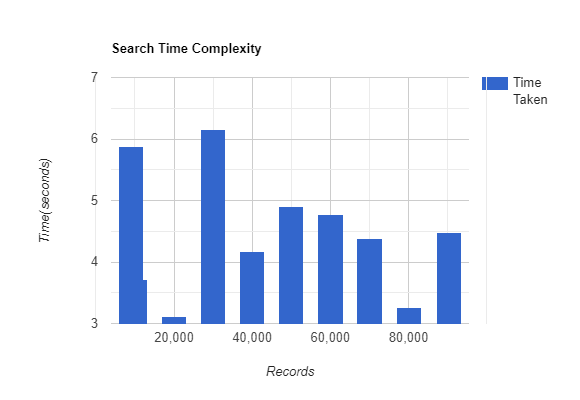 Search Time Complexity
7
6
5
4
3
Time(seconds)
20,000
40,000
60,000
80,000
Records
Time
Taken